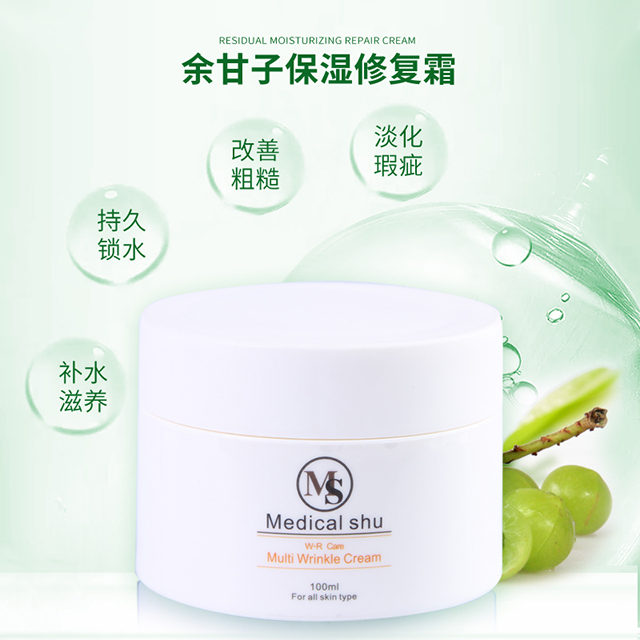 RESIDUAL MOISTURIZING REPAIR CREAM
余甘子保湿修复霜
淡化
瑕疵
改善
粗糙
持久
锁水
补水
滋养
MS
Medical shu
W-R Care
Multi Wrinkle Cream
100ml
For all skin type